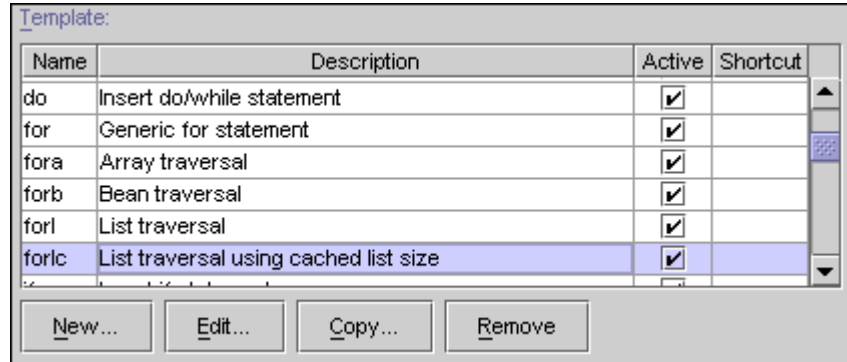 Template:
Name Description Active Shortcut
do Insert do/while statement
for Generic for statement
fora Array traversal
forb Bean traversal
forl List traversal
forlc List traversal using cached list size
New... Edit... Copy... Remove